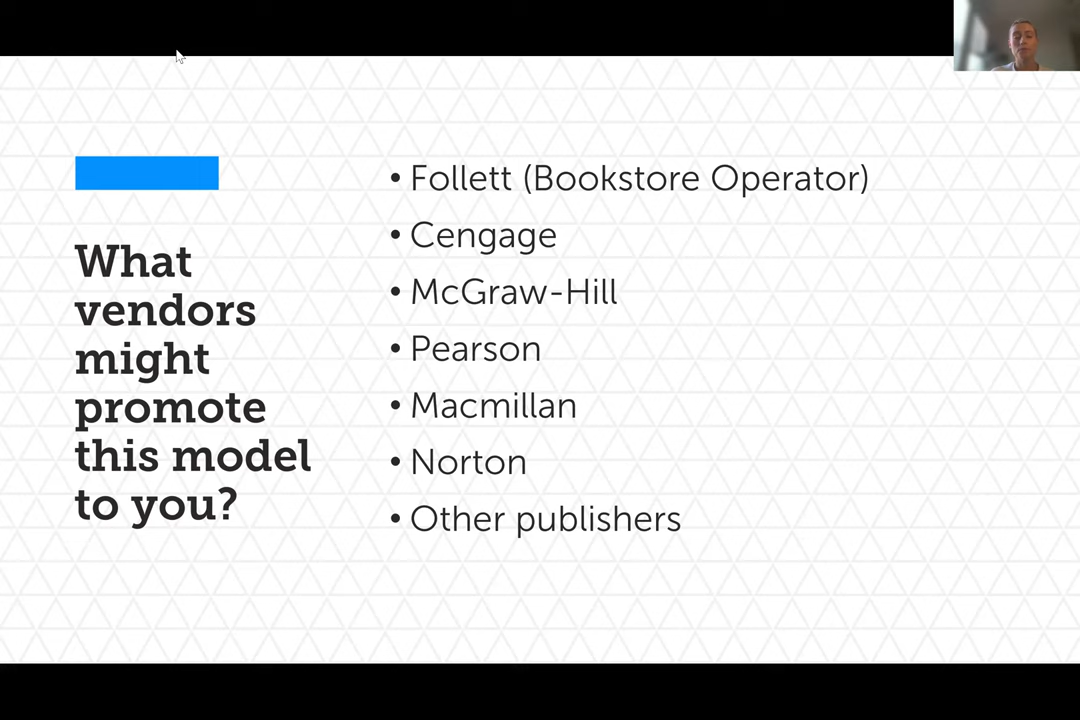 What
vendors
might
promote
this model
to you?
• Follett (Bookstore Operator)
• Cengage
• McGraw-Hill
• Pearson
• Macmillan
• Norton
• Other publishers